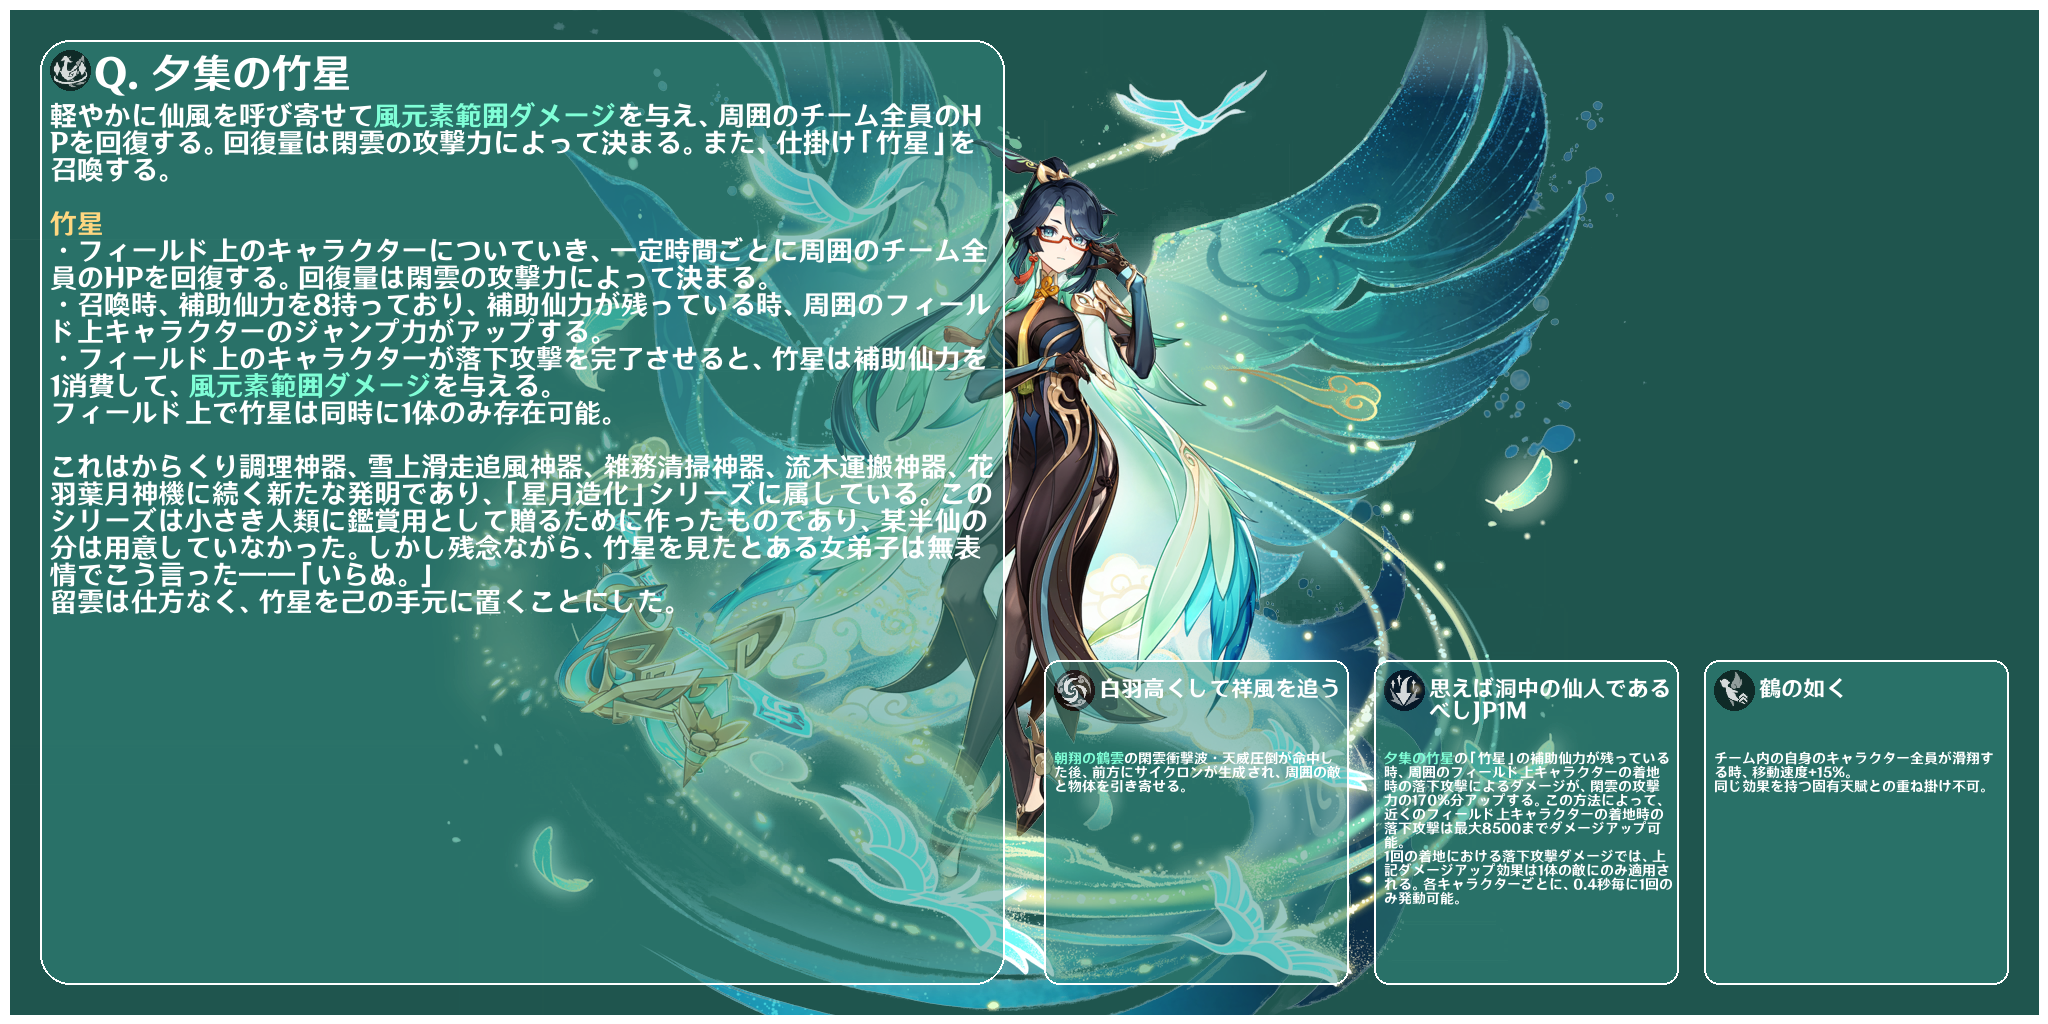 Q. 夕集の竹星
軽やかに仙風を呼び寄せて風元素範囲ダメージを与え、周囲のチーム全員のH
Pを回復する。回復量は閑雲の攻撃力によって決まる。また、仕掛け「竹星」を
召喚する。
竹星
・フィールド上のキャラクターについていき、一定時間ごとに周囲のチーム全
員のHPを回復する。回復量は閑雲の攻撃力によって決まる。
・召喚時、補助仙力を8持っており、補助仙力が残っている時、周囲のフィール
ド上キャラクターのジャンプ力がアップする。
・フィールド上のキャラクターが落下攻撃を完了させると、竹星は補助仙力を
1消費して、風元素範囲ダメージを与える。
フィールド上で竹星は同時に1体のみ存在可能。
これはからくり調理神器、雪上滑走追風神器、雑務清掃神器、流木運搬神器、花
羽葉月神機に続く新たな発明であり、「星月造化」シリーズに属している。この
シリーズは小さき人類に鑑賞用として贈るために作ったものであり、某半仙の
分は用意していなかった。しかし残念ながら、竹星を見たとある女弟子は無表
情でこう言った——「いらぬ。」
留雲は仕方なく、竹星を己の手元に置くことにした。
白羽高くして祥風を追う
朝翔の鶴雲の閑雲衝撃波・天威圧倒が命中し
た後、前方にサイクロンが生成され、周囲の敵
と物体を引き寄せる。
思えば洞中の仙人である
べしJP1M
夕集の竹星の「竹星」の補助仙力が残っている
時、周囲のフィールド上キャラクターの着地
時の落下攻撃によるダメージが、閑雲の攻撃
力の170%分アップする。この方法によって、
近くのフィールド上キャラクターの着地時の
落下攻撃は最大8500までダメージアップ可
能。
1回の着地における落下攻撃ダメージでは、上
記ダメージアップ効果は1体の敵にのみ適用さ
れる。各キャラクターごとに、0.4秒毎に1回の
み発動可能。
鶴の如く
チーム内の自身のキャラクター全員が滑翔す
る時、移動速度+15%。
同じ効果を持つ固有天賦との重ね掛け不可。